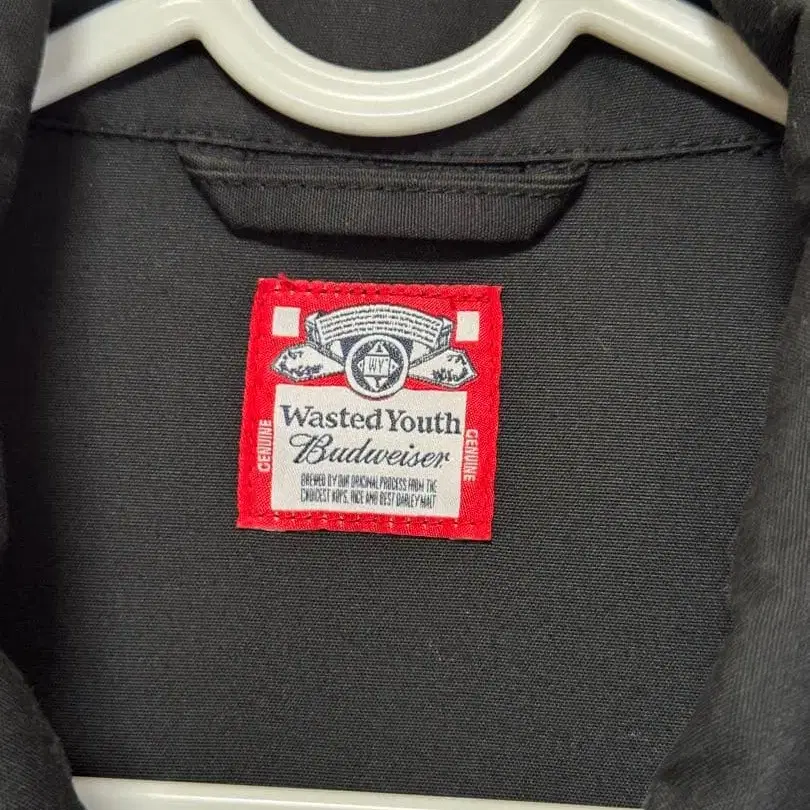 WY
Wasted Youth
Budweiser
GENUINE
GENUINE
BREWED BY OUR ORIGINAL PROCESS FROM THE
CHOICEST HOPS, RICE AND BEST BARLEY MALT